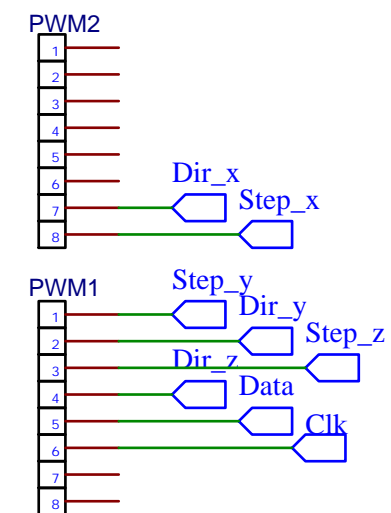 PWM2
1
2
3
4
5
6
Dir_x
7
Step_x
8
PWM1
Step_y
1
Dir_y
2
Step_z
3
Dir_z
4
Data
5
Clk
6
7
8